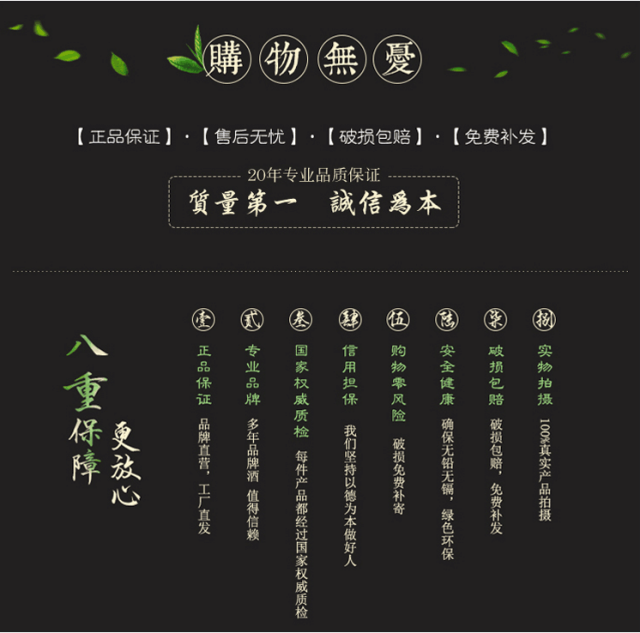 購物無憂
【正品保证】·【售后无忧】·【破损包赔】·【免费补发】
20年专业品质保证
質量第一 誠信為本
八重保障
更放心
壹
正品保证
品牌直营，工厂直发
贰
专业品牌
多年品牌酒 值得信赖
叁
国家权威质检
每件产品都经过国家权威质检
肆
信用担保
我们坚持以德为本做好人
伍
购物零风险
破损免费补寄
陆
安全健康
确保无铅无镉，绿色环保
柒
破损包赔
破损包赔，免费补发
捌
实物拍摄
100%真实产品拍摄